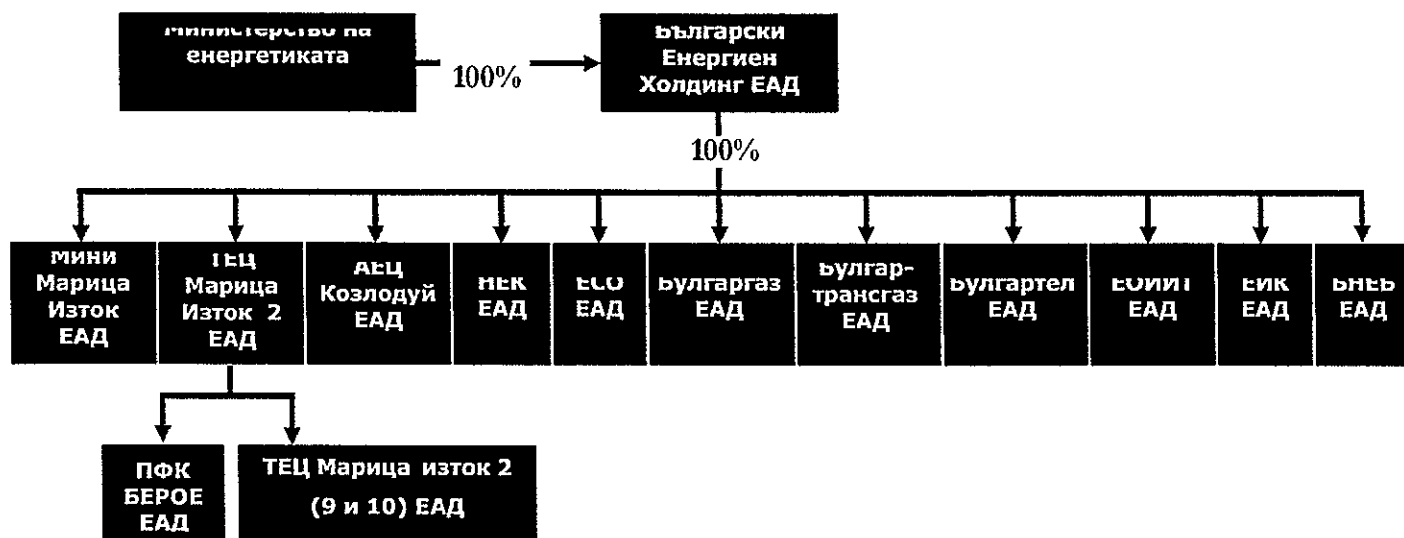 Министерство на
енергетиката
100%
Български
Енергиен
Холдинг ЕАД
100%
Мини
Марица
Изток
ЕАД
ТЕЦ
Марица
Изток 2
ЕАД
АЕЦ
Козлодуй
ЕАД
НЕК
ЕАД
ЕСО
ЕАД
Булгаргаз
ЕАД
Булгар-
трансгаз
ЕАД
Булгартел
ЕАД
ЕОИИТ
ЕАД
ЕИК
ЕАД
БНЕБ
ЕАД
ПФК
БЕРОЕ
ЕАД
ТЕЦ Марица изток 2
(9 и 10) ЕАД